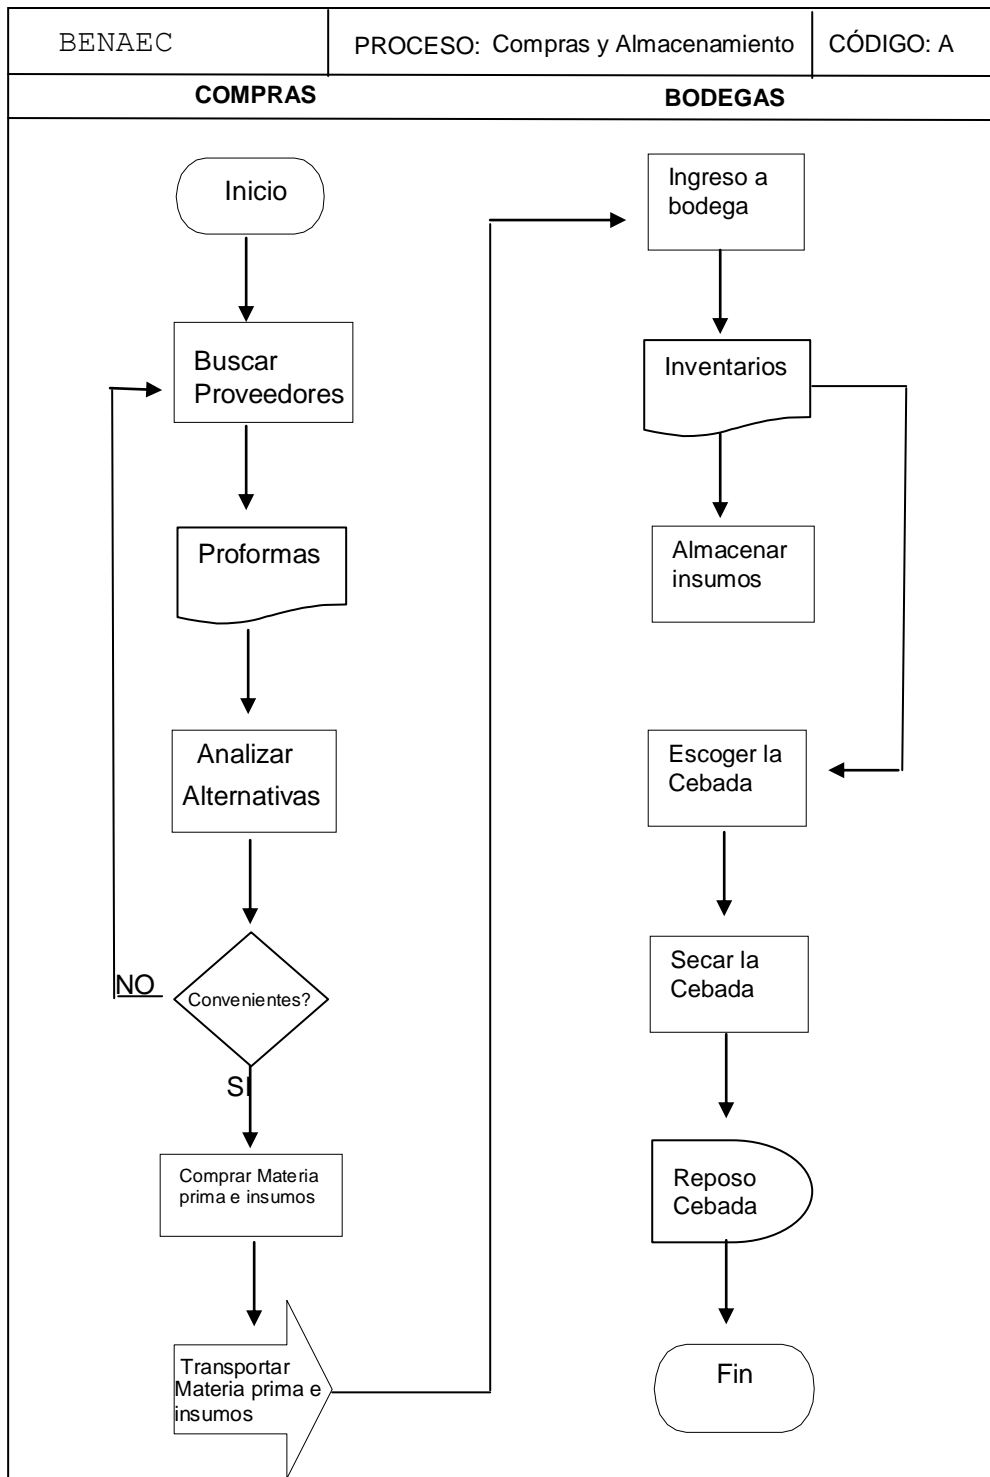 BENAEC
PROCESO: Compras y Almacenamiento
CÓDIGO: A
COMPRAS
BODEGAS
Inicio
Buscar
Proveedores
Proformas
Analizar
Alternativas
Convenientes?
NO
SI
Comprar Materia
prima e insumos
Transportar
Materia prima e
insumos
Ingreso a
bodega
Inventarios
Almacenar
insumos
Escoger la
Cebada
Secar la
Cebada
Reposo
Cebada
Fin